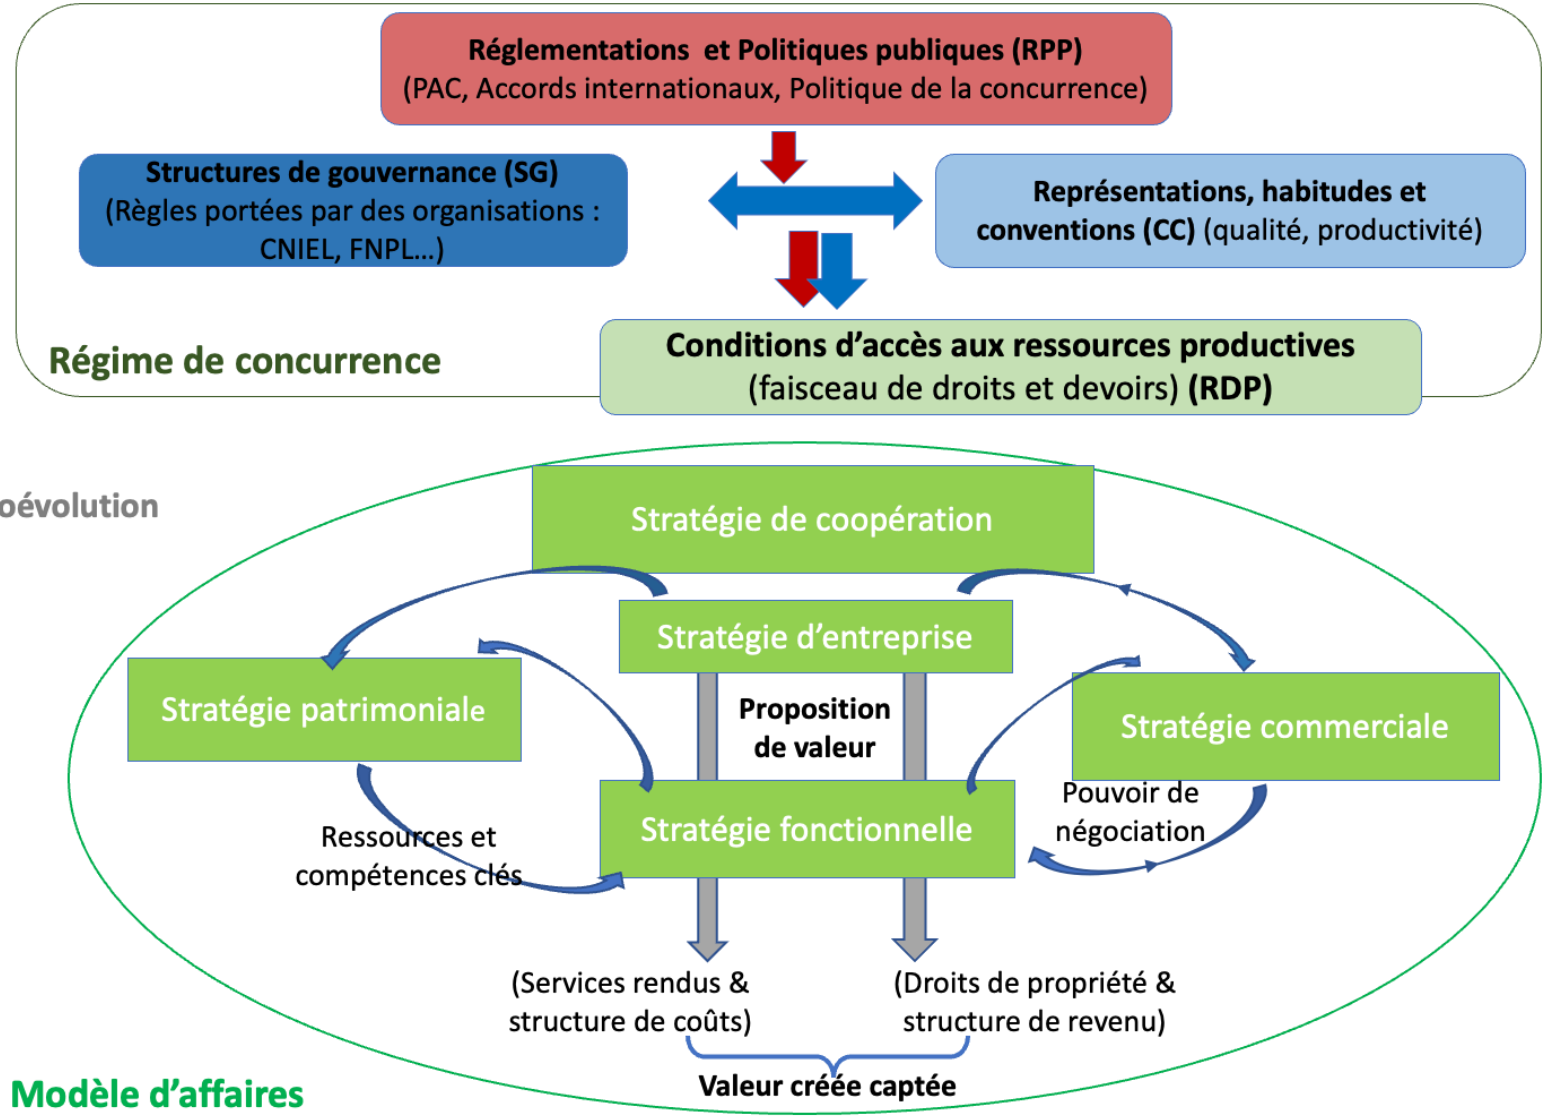 Réglementations et Politiques publiques (RPP)
(PAC, Accords internationaux, Politique de la concurrence)
Structures de gouvernance (SG)
(Règles portées par des organisations :
CNIEL, FNPL...)
Représentations, habitudes et
conventions (CC) (qualité, productivité)
Régime de concurrence
Conditions d’accès aux ressources productives
(faisceau de droits et devoirs) (RDP)
oévolution
Stratégie de coopération
Stratégie d’entreprise
Stratégie patrimoniale
Proposition
de valeur
Stratégie commerciale
Stratégie fonctionnelle
Pouvoir de
négociation
Ressources et
compétences clés
(Services rendus &
structure de coûts)
(Droits de propriété &
structure de revenu)
Valeur créée captée
Modèle d’affaires